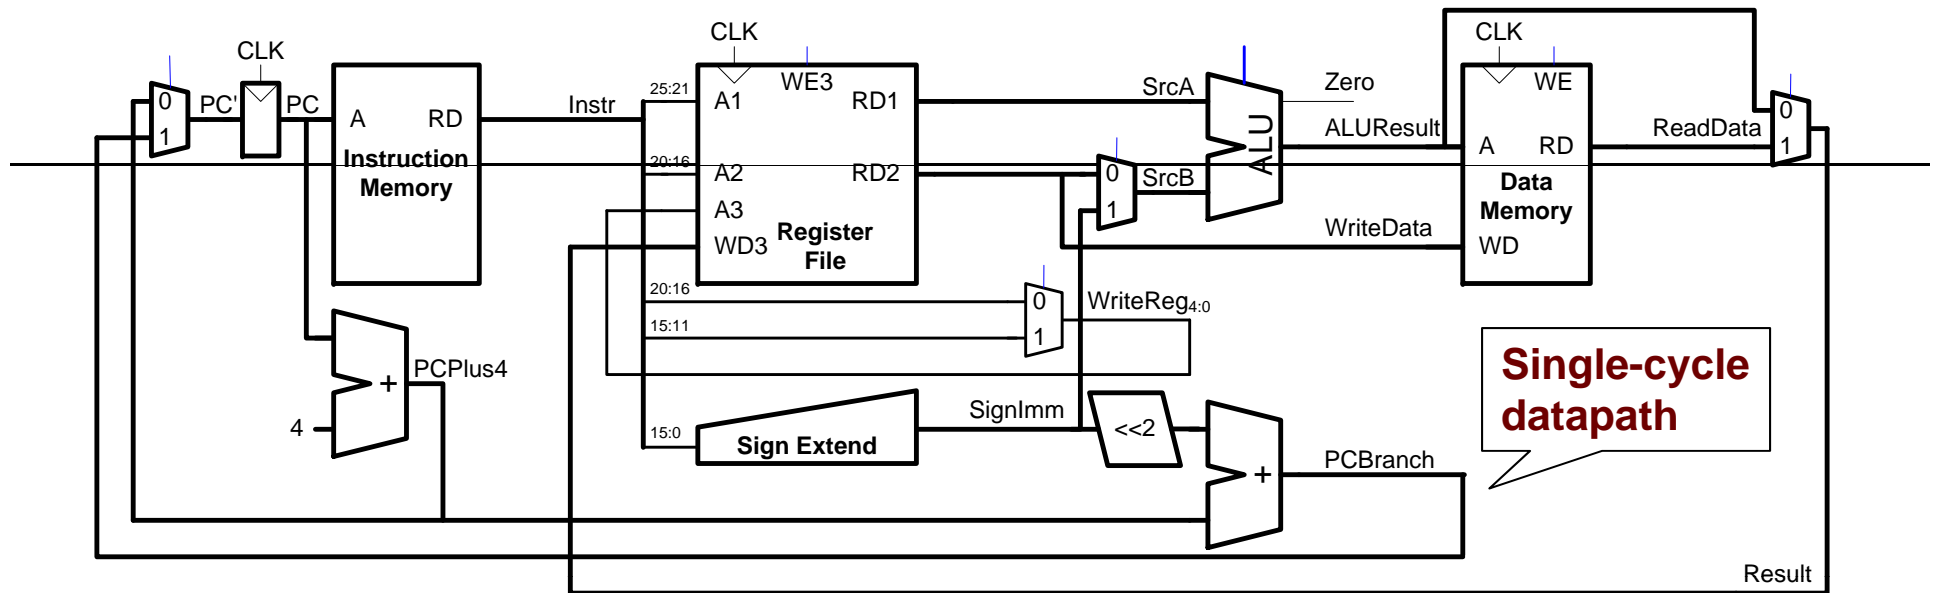 CLK
CLK
CLK
0
1
PC'
PC
A
RD
Instruction
Memory
Instr
25:21
20:16
A1
A2
A3
WD3
WE3
RD1
RD2
Register
File
SrcA
0
1
SrcB
ALU
Zero
ALUResult
WriteData
WE
A
RD
Data
Memory
WD
ReadData
0
1
20:16
15:11
0
1
WriteReg4:0
4
+
PCPlus4
15:0
Sign Extend
SignImm
<<2
+
PCBranch
Single-cycle
datapath
Result